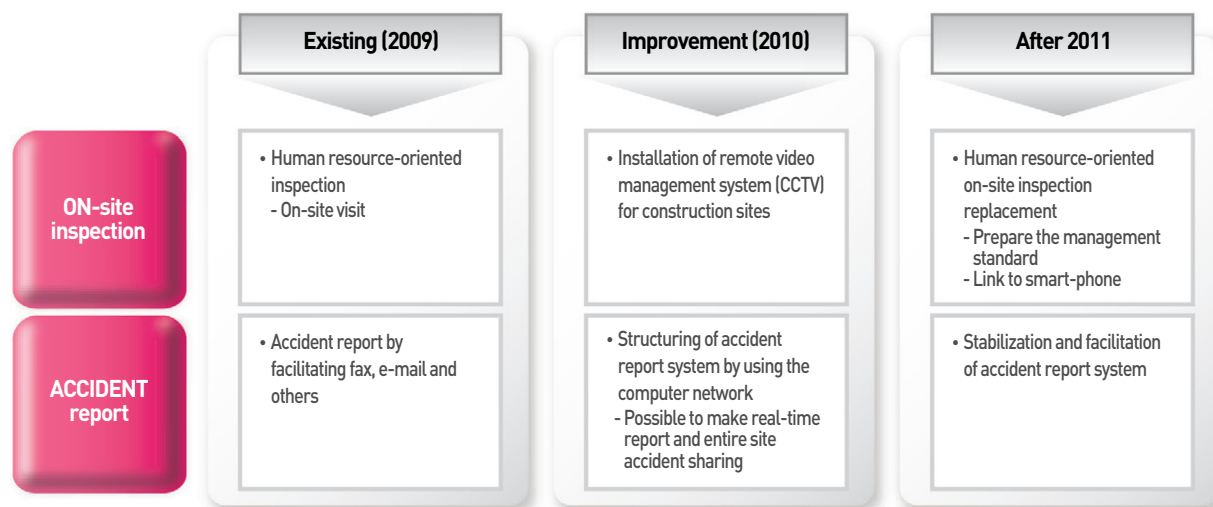 Existing (2009)
Improvement (2010)
After 2011
ON-site
inspection
• Human resource-oriented
inspection
- On-site visit
• Installation of remote video
management system (CCTV)
for construction sites
• Human resource-oriented
on-site inspection
replacement
- Prepare the management
standard
- Link to smart-phone
ACCIDENT
report
• Accident report by
facilitating fax, e-mail and
others
• Structuring of accident
report system by using the
computer network
- Possible to make real-time
report and entire site
accident sharing
• Stabilization and facilitation
of accident report system